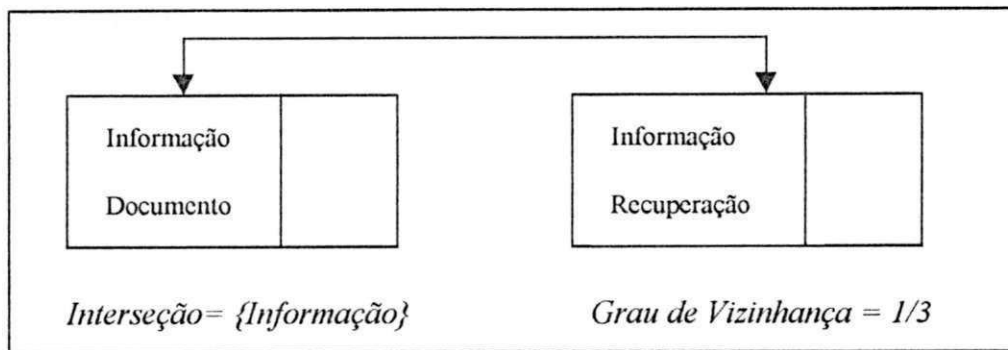 Informação
Documento
Informação
Recuperação
Interseção= {Informação}
Grau de Vizinhança = 1/3